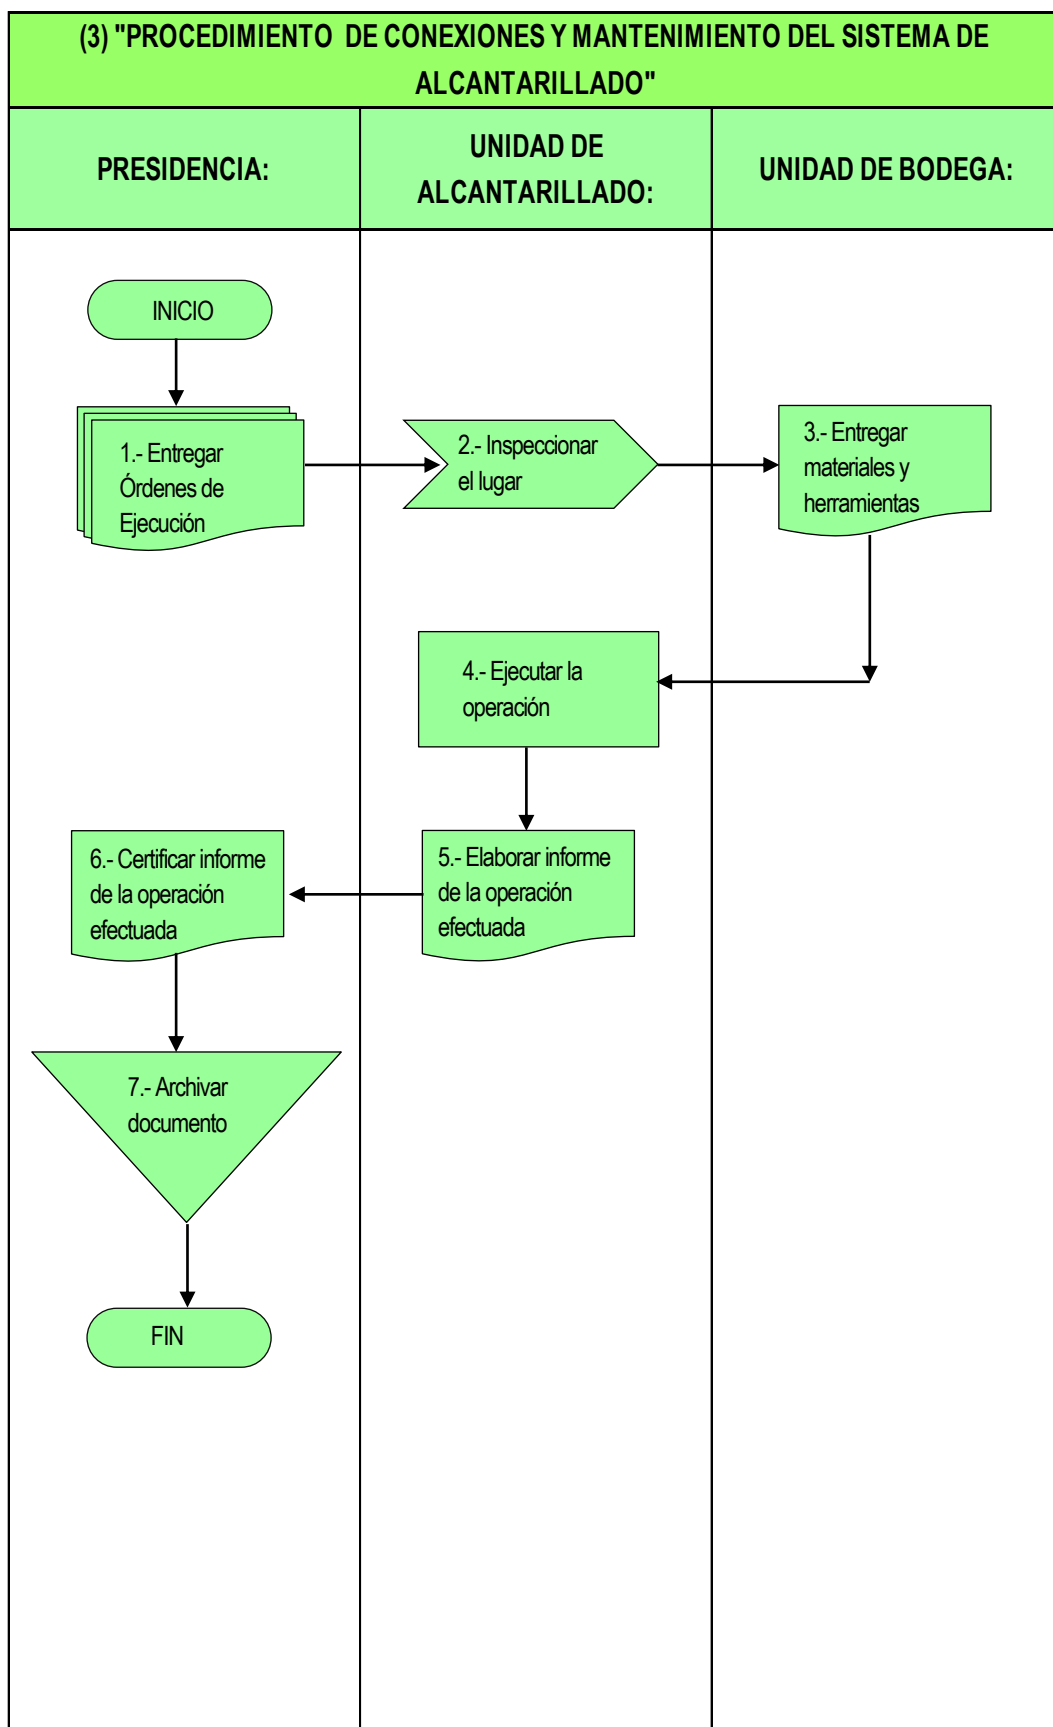 (3) "PROCEDIMIENTO DE CONEXIONES Y MANTENIMIENTO DEL SISTEMA DE
ALCANTARILLADO"
PRESIDENCIA:
UNIDAD DE
ALCANTARILLADO:
UNIDAD DE BODEGA:
INICIO
1.- Entregar
Órdenes de
Ejecución
2.- Inspeccionar
el lugar
3.- Entregar
materiales y
herramientas
4.- Ejecutar la
operación
5.- Elaborar informe
de la operación
efectuada
6.- Certificar informe
de la operación
efectuada
7.- Archivar
documento
FIN